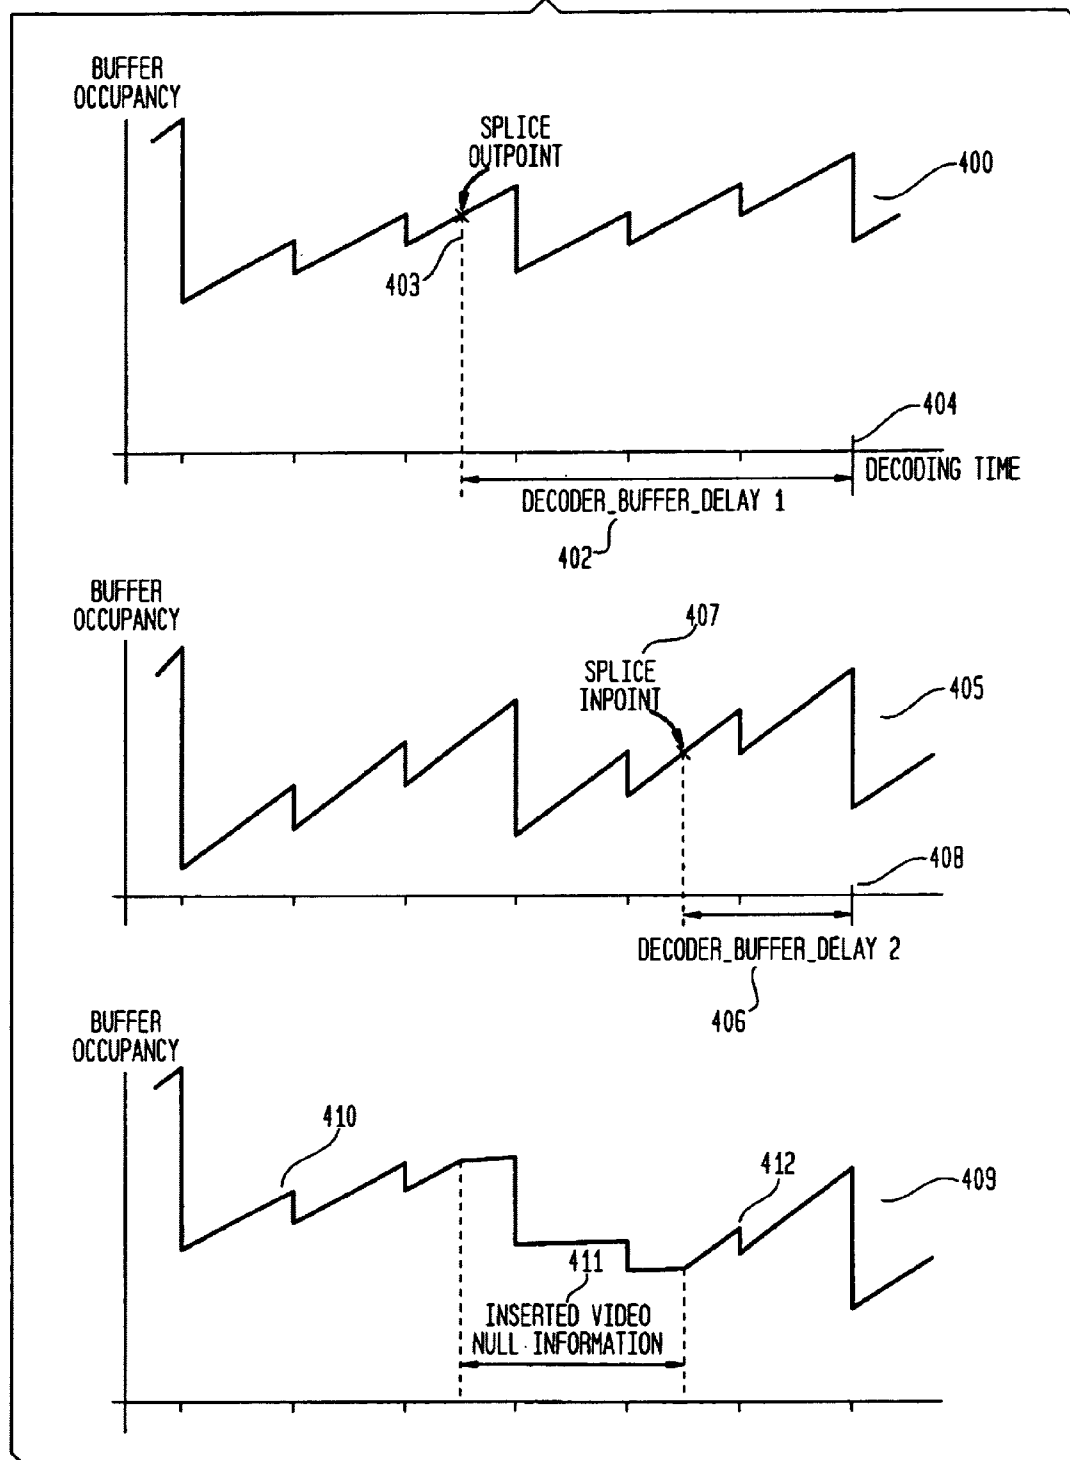 BUFFER
OCCUPANCY
SPLICE
OUTPOINT
400
403
404
DECODING TIME
DECODER_BUFFER_DELAY 1
402
BUFFER
OCCUPANCY
407
SPLICE
INPOINT
405
408
DECODER_BUFFER_DELAY 2
406
BUFFER
OCCUPANCY
410
412
409
411
INSERTED VIDEO
NULL INFORMATION